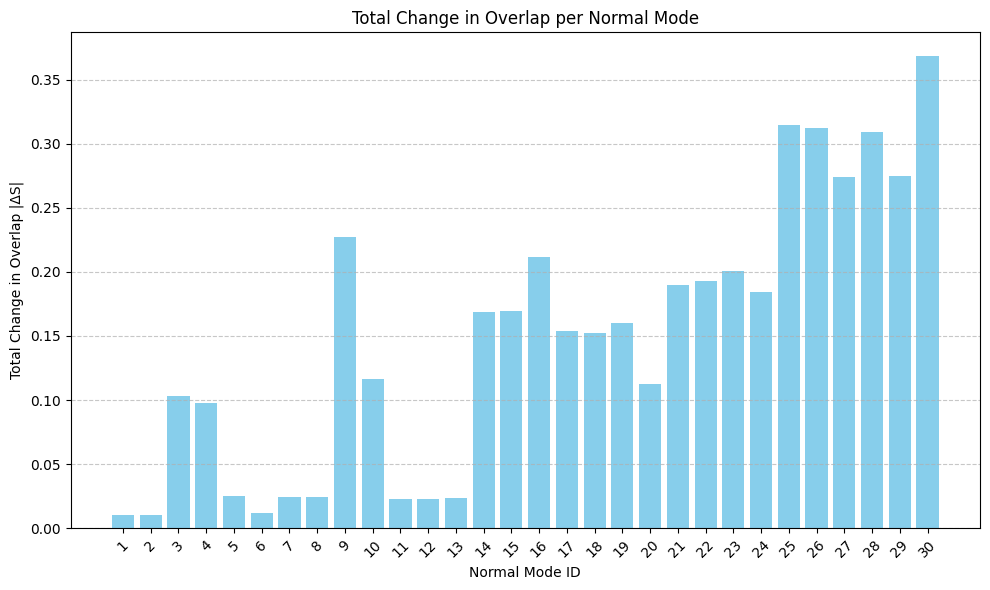 Total Change in Overlap per Normal Mode
Total Change in Overlap |ΔS|
0.35
0.30
0.25
0.20
0.15
0.10
0.05
0.00
1 2 3 4 5 6 7 8 9 10 11 12 13 14 15 16 17 18 19 20 21 22 23 24 25 26 27 28 29 30
Normal Mode ID